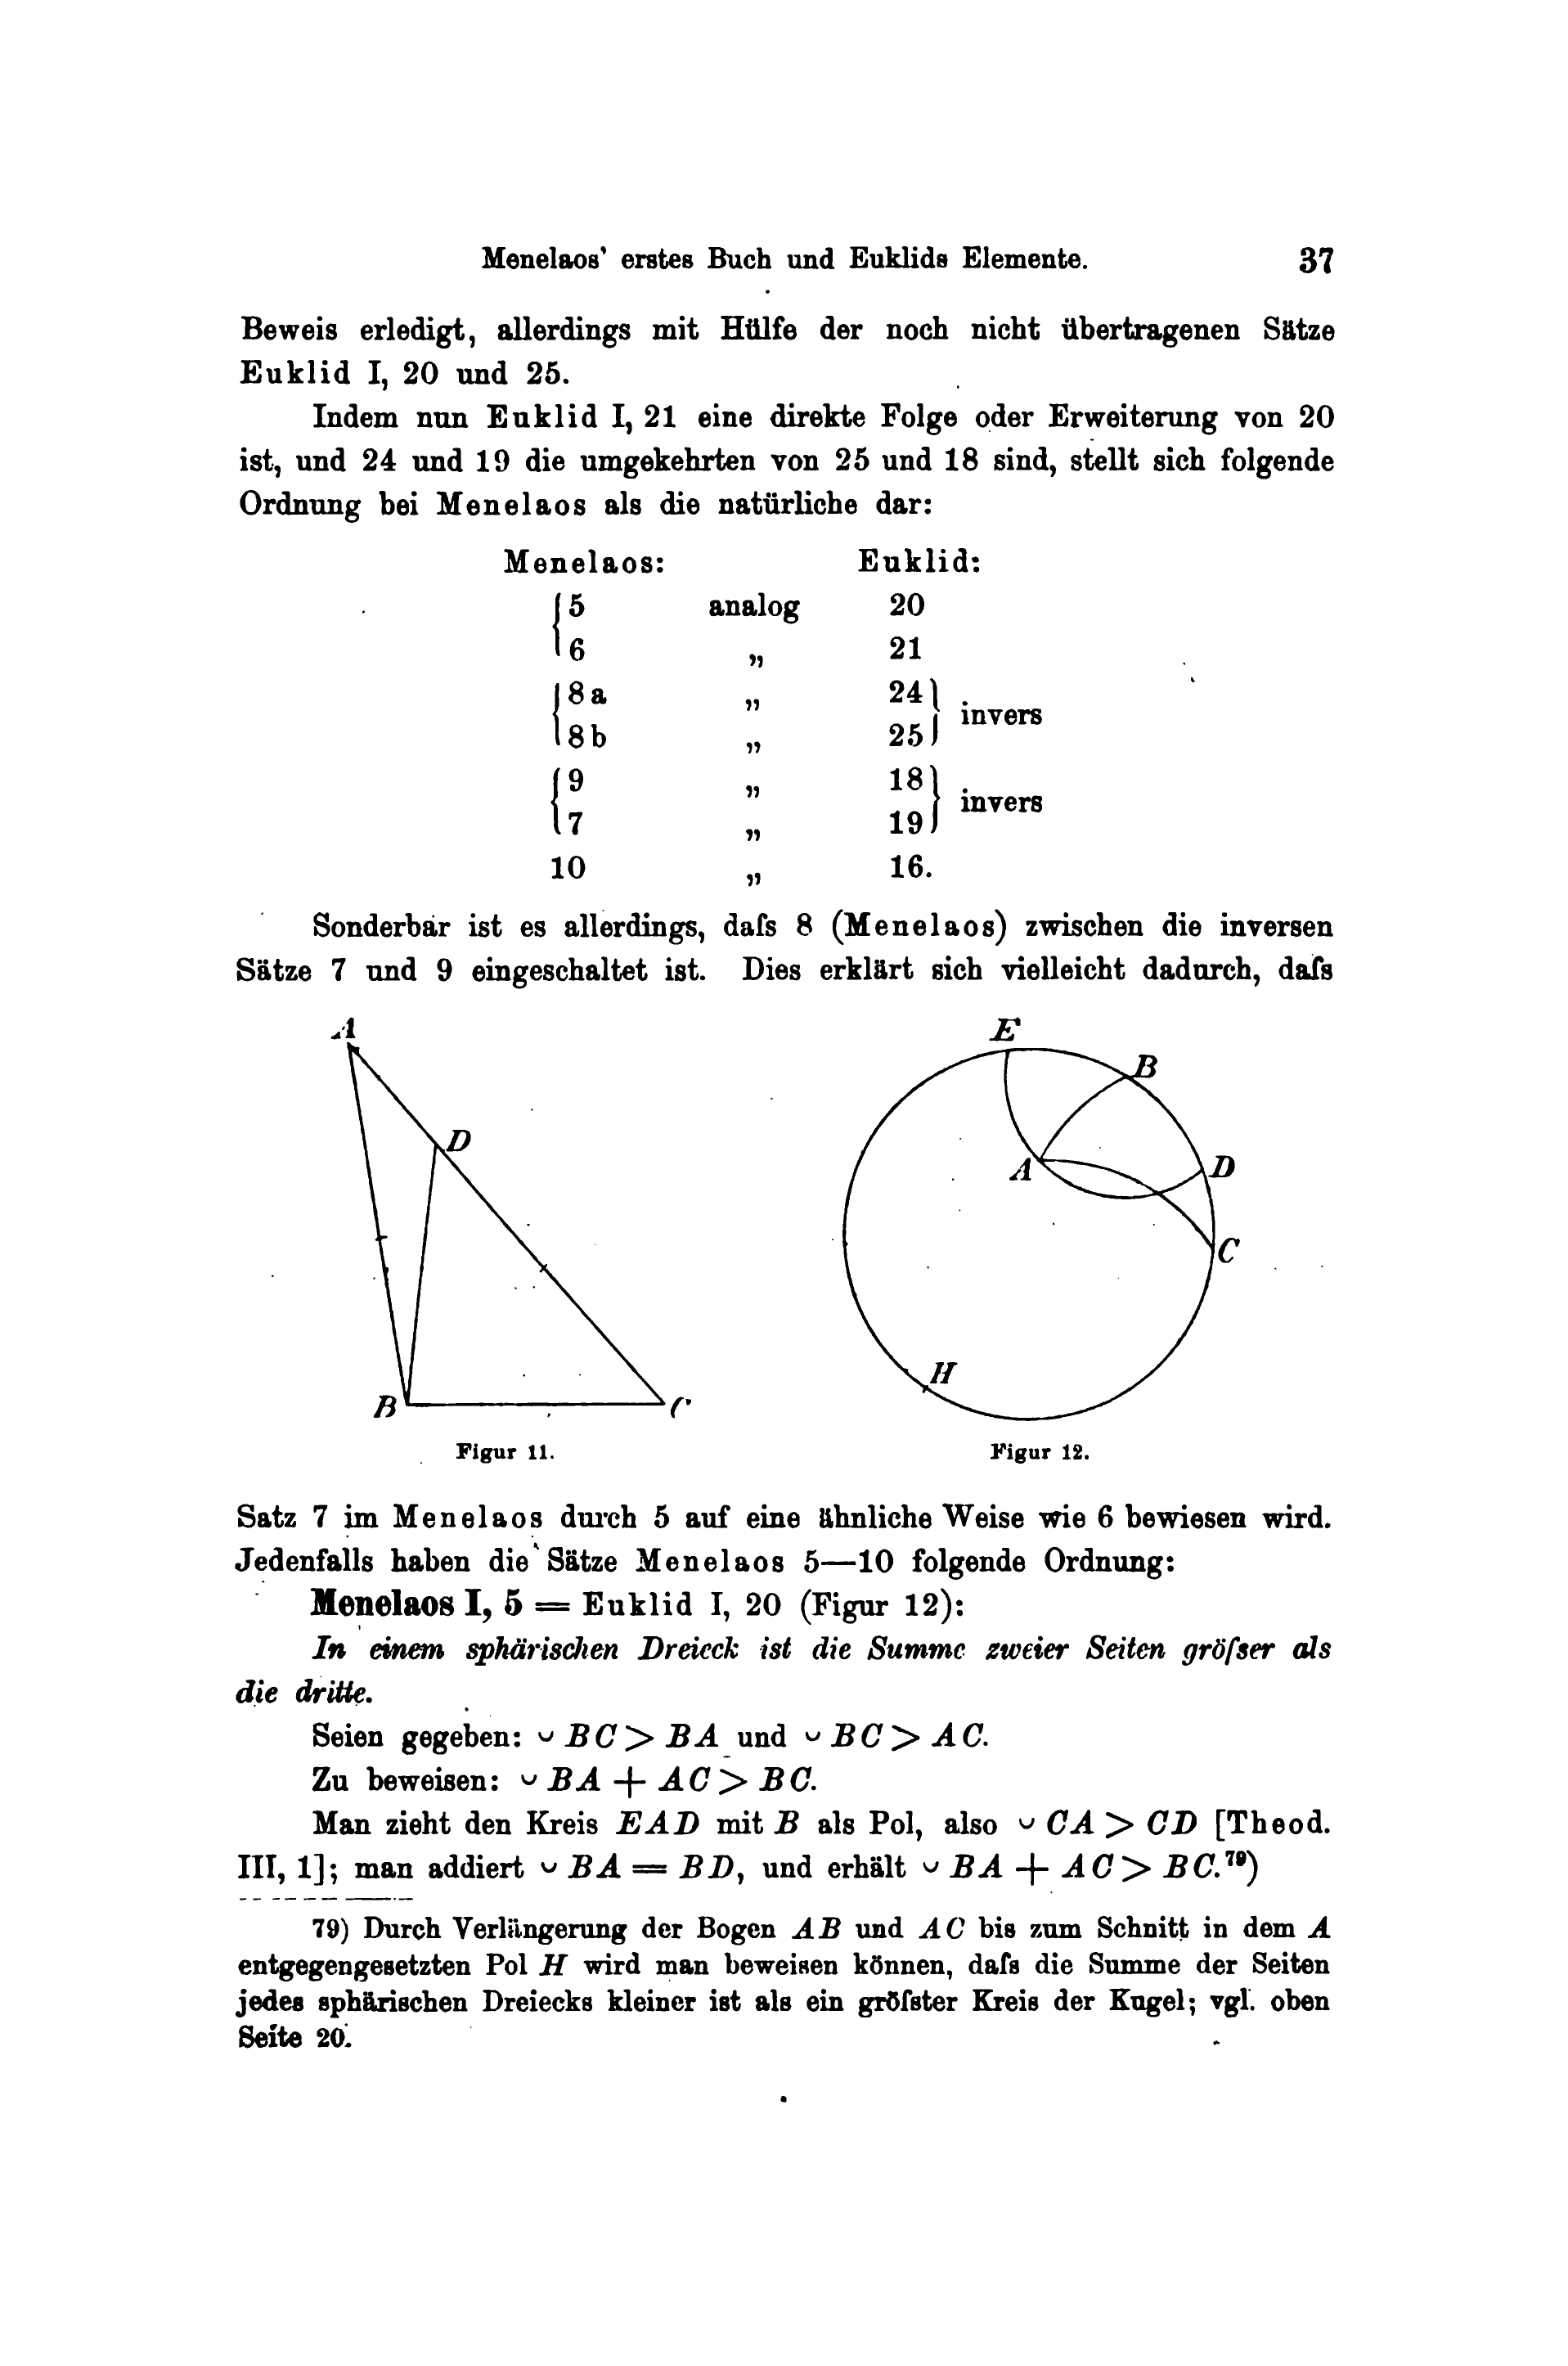 Menelaos' erstes Buch und Euklids Elemente. 37
Beweis erledigt, allerdings mit Hülfe der noch nicht übertragenen Sätze
Euklid I, 20 und 25.
Indem nun Euklid I, 21 eine direkte Folge oder Erweiterung von 20
ist, und 24 und 19 die umgekehrten von 25 und 18 sind, stellt sich folgende
Ordnung bei Menelaos als die natürliche dar:
Menelaos: Euklid:
5 analog 20
6 „ 21
8a „ 24
8b „ 25 } invers
9 „ 18
7 „ 19 } invers
10 „ 16.
Sonderbar ist es allerdings, daſs 8 (Menelaos) zwischen die inversen
Sätze 7 und 9 eingeschaltet ist. Dies erklärt sich vielleicht dadurch, daſs
A
D
B
C
Figur 11.
E
B
D
A
C
H
Figur 12.
Satz 7 im Menelaos durch 5 auf eine ähnliche Weise wie 6 bewiesen wird.
Jedenfalls haben die Sätze Menelaos 5—10 folgende Ordnung:
Menelaos I, 5 = Euklid I, 20 (Figur 12):
In einem sphärischen Dreieck ist die Summe zweier Seiten gröſser als
die dritte.
Seien gegeben: ◡ BC > BA und ◡ BC > AC.
Zu beweisen: ◡ BA + AC > BC.
Man zieht den Kreis EAD mit B als Pol, also ◡ CA > CD [Theod.
III, 1]; man addiert ◡ BA = BD, und erhält ◡ BA + AC > BC.⁷⁹)
79) Durch Verlängerung der Bogen AB und AC bis zum Schnitt in dem A
entgegengesetzten Pol H wird man beweisen können, daſs die Summe der Seiten
jedes sphärischen Dreiecks kleiner ist als ein gröſster Kreis der Kugel; vgl. oben
Seite 20.